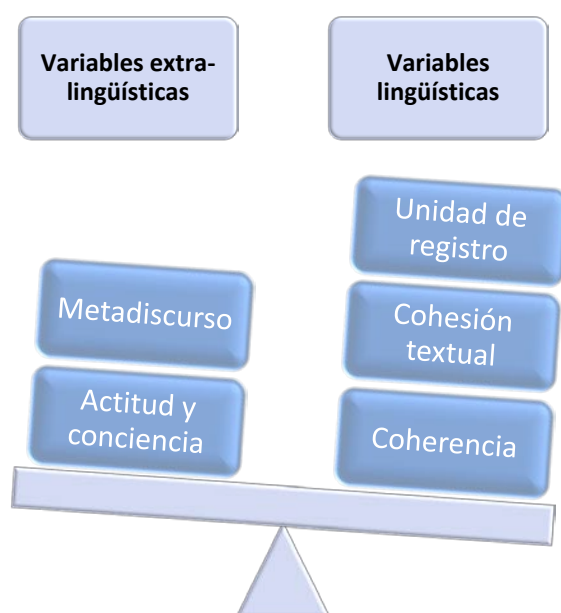 Variables extra-
lingüísticas
Variables
lingüísticas
Metadiscurso
Actitud y
conciencia
Unidad de
registro
Cohesión
textual
Coherencia